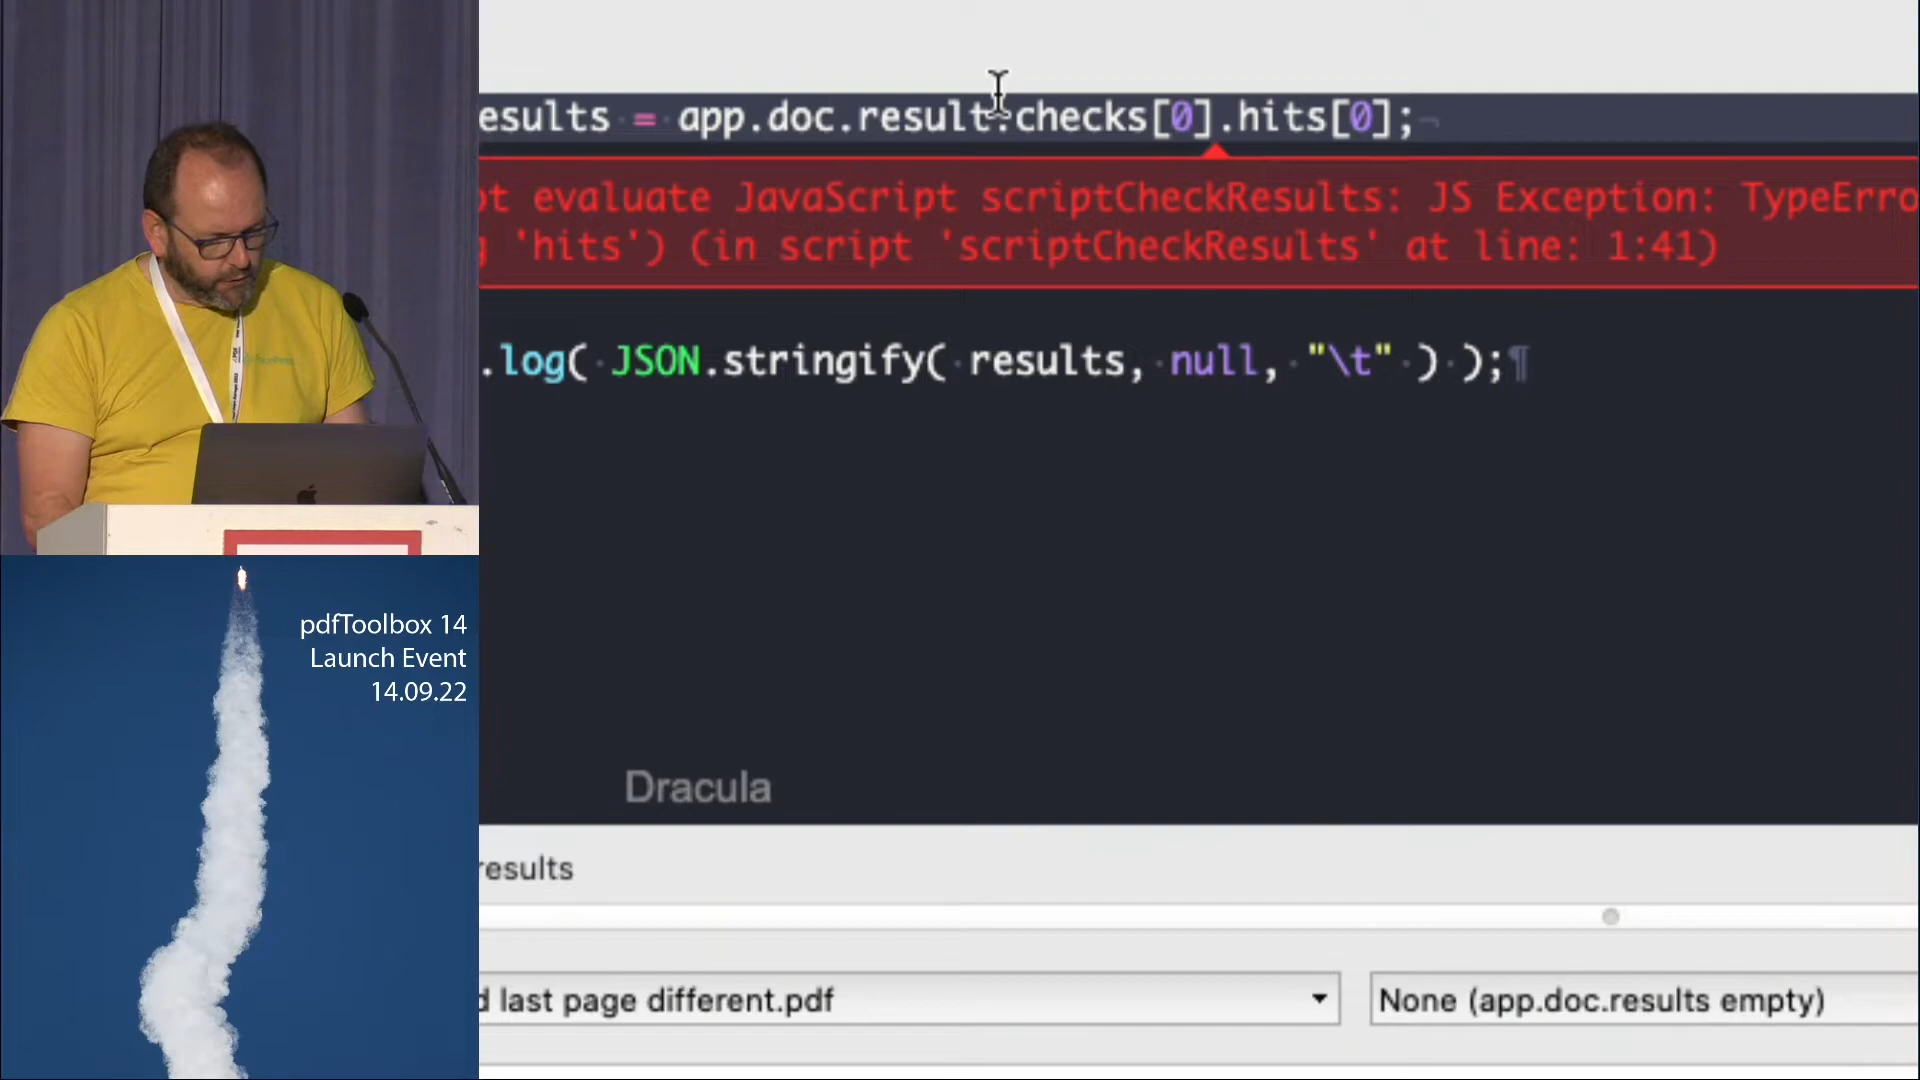 esults = app.doc.result.checks[0].hits[0];
ot evaluate JavaScript scriptCheckResults: JS Exception: TypeErro
g 'hits') (in script 'scriptCheckResults' at line: 1:41)
.log( JSON.stringify( results, null, "\t" ) );¶
Dracula
results
d last page different.pdf
None (app.doc.results empty)
pdfToolbox 14
Launch Event
14.09.22